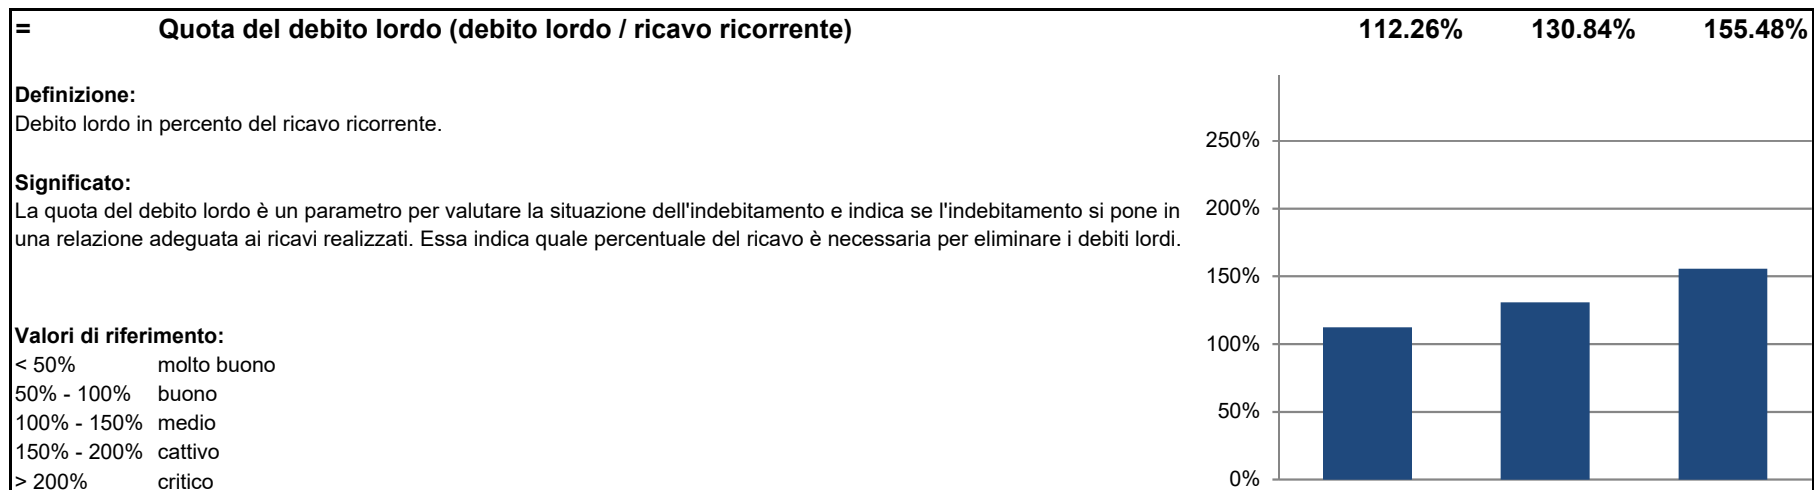 = Quota del debito lordo (debito lordo / ricavo ricorrente) 112.26% 130.84% 155.48%
Definizione:
Debito lordo in percento del ricavo ricorrente.
Significato:
La quota del debito lordo è un parametro per valutare la situazione dell'indebitamento e indica se l'indebitamento si pone in
una relazione adeguata ai ricavi realizzati. Essa indica quale percentuale del ricavo è necessaria per eliminare i debiti lordi.
Valori di riferimento:
< 50% molto buono
50% - 100% buono
100% - 150% medio
150% - 200% cattivo
> 200% critico
250%
200%
150%
100%
50%
0%